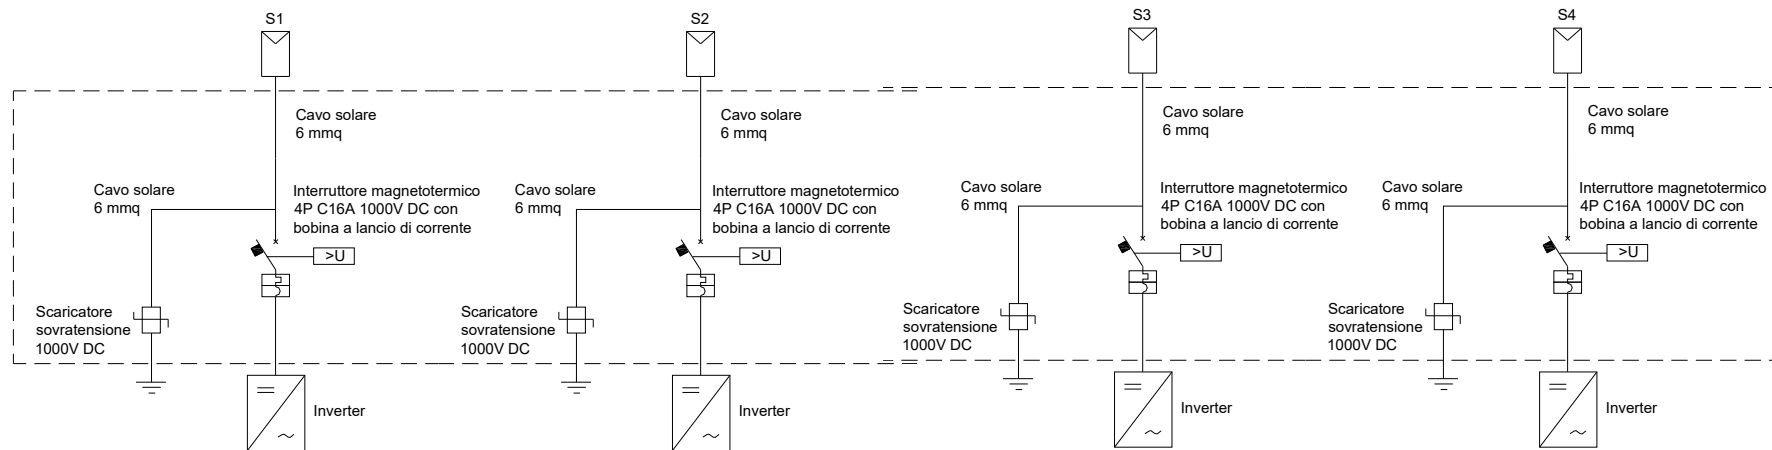 S1
Cavo solare
6 mmq
Cavo solare
6 mmq
Interruttore magnetotermico
4P C16A 1000V DC con
bobina a lancio di corrente
>U
Scaricatore
sovratensione
1000V DC
Inverter
S2
Cavo solare
6 mmq
Cavo solare
6 mmq
Interruttore magnetotermico
4P C16A 1000V DC con
bobina a lancio di corrente
>U
Scaricatore
sovratensione
1000V DC
Inverter
S3
Cavo solare
6 mmq
Cavo solare
6 mmq
Interruttore magnetotermico
4P C16A 1000V DC con
bobina a lancio di corrente
>U
Scaricatore
sovratensione
1000V DC
Inverter
S4
Cavo solare
6 mmq
Cavo solare
6 mmq
Interruttore magnetotermico
4P C16A 1000V DC con
bobina a lancio di corrente
>U
Scaricatore
sovratensione
1000V DC
Inverter